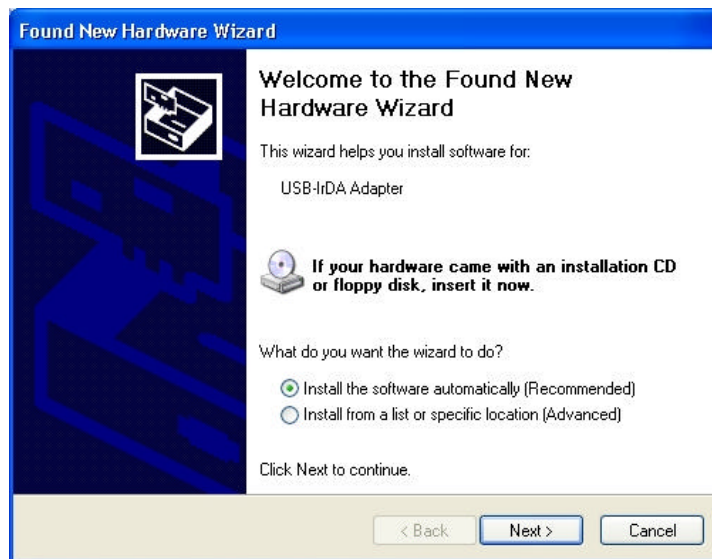 Found New Hardware Wizard
Welcome to the Found New
Hardware Wizard
This wizard helps you install software for:
USB-IrDA Adapter
If your hardware came with an installation CD
or floppy disk, insert it now.
What do you want the wizard to do?
Install the software automatically (Recommended)
Install from a list or specific location (Advanced)
Click Next to continue.
< Back
Next >
Cancel